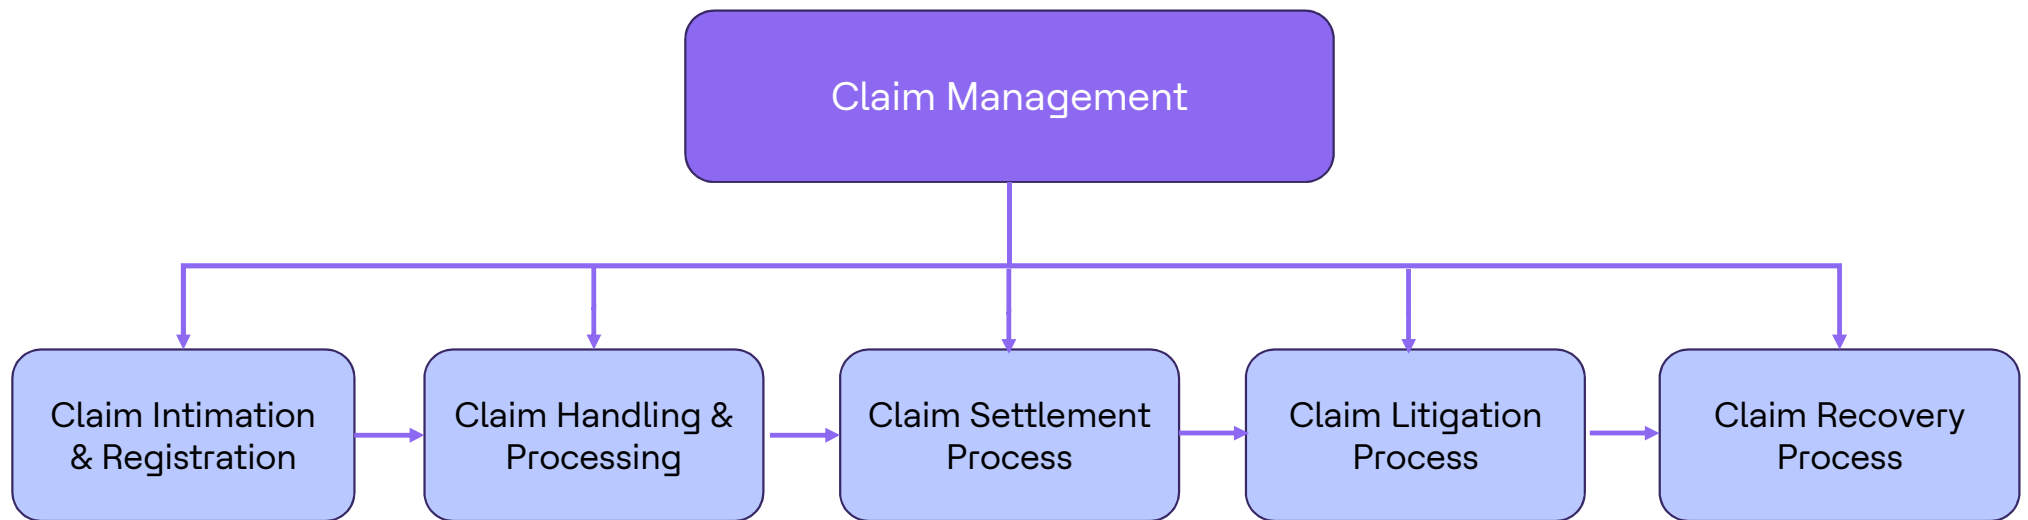 Claim Management
Claim Intimation
& Registration
Claim Handling &
Processing
Claim Settlement
Process
Claim Litigation
Process
Claim Recovery
Process